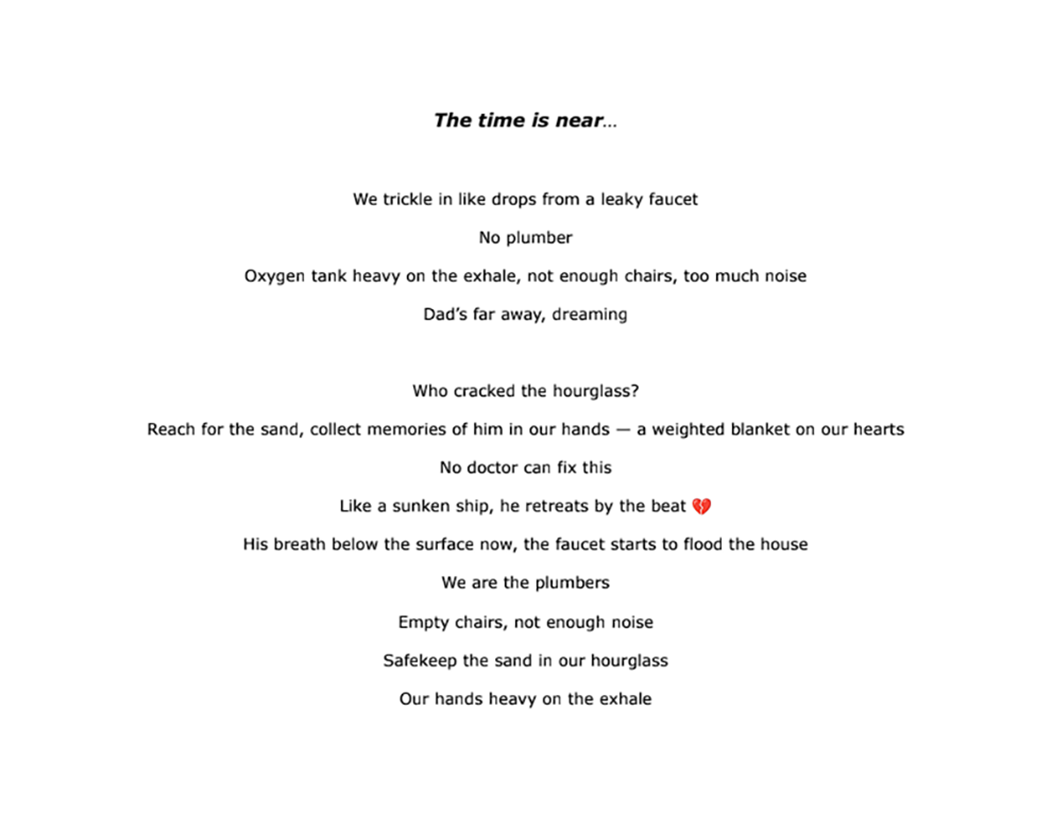 The time is near...
We trickle in like drops from a leaky faucet
No plumber
Oxygen tank heavy on the exhale, not enough chairs, too much noise
Dad’s far away, dreaming
Who cracked the hourglass?
Reach for the sand, collect memories of him in our hands — a weighted blanket on our hearts
No doctor can fix this
Like a sunken ship, he retreats by the beat 💔
His breath below the surface now, the faucet starts to flood the house
We are the plumbers
Empty chairs, not enough noise
Safekeep the sand in our hourglass
Our hands heavy on the exhale